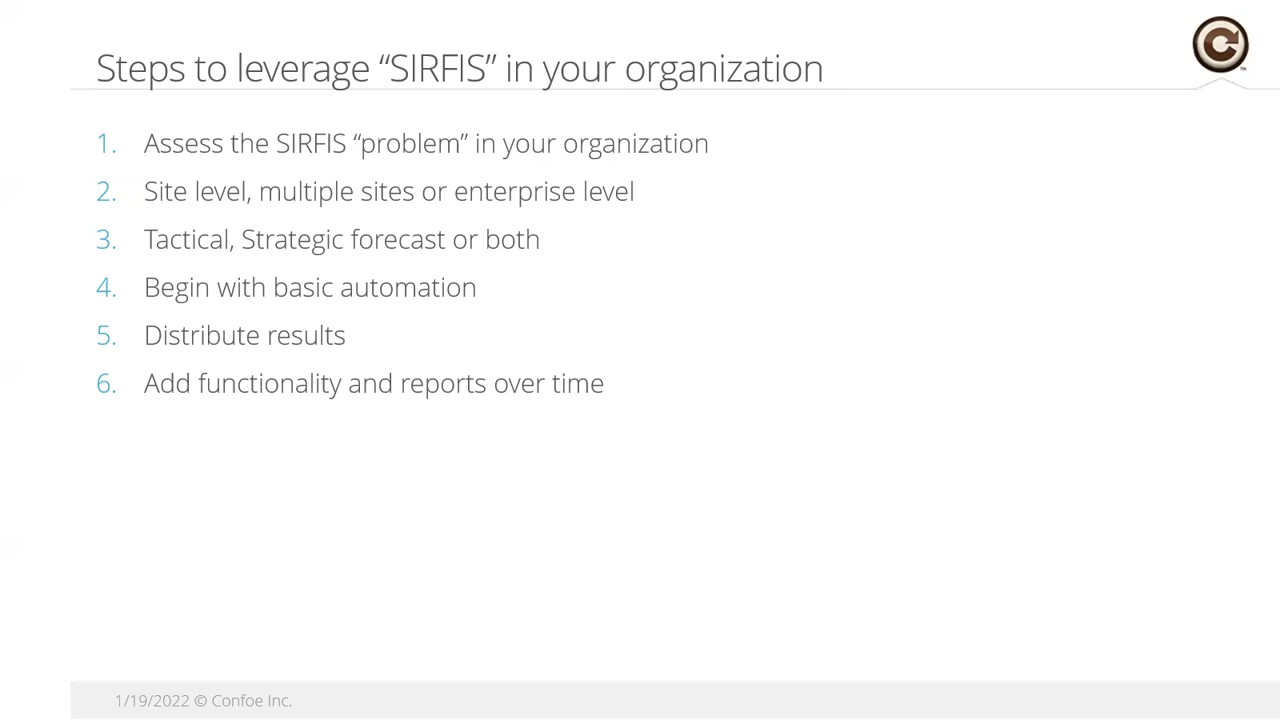 Steps to leverage “SIRFIS” in your organization
1. Assess the SIRFIS “problem” in your organization
2. Site level, multiple sites or enterprise level
3. Tactical, Strategic forecast or both
4. Begin with basic automation
5. Distribute results
6. Add functionality and reports over time
1/19/2022 © Confoe Inc.